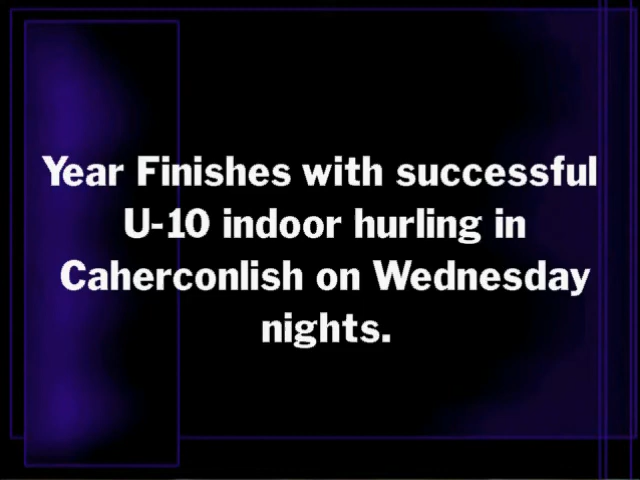 Year Finishes with successful
U-10 indoor hurling in
Caherconlish on Wednesday
nights.